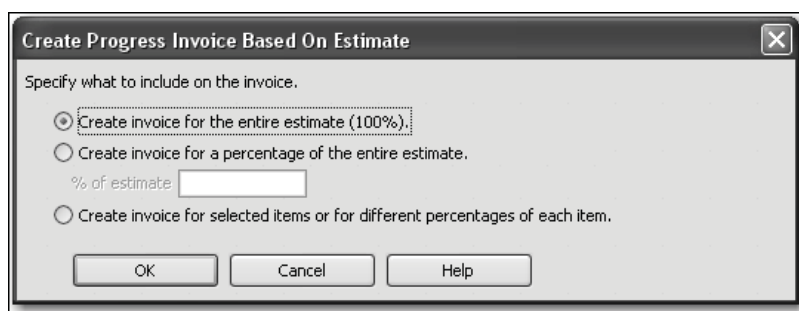 Create Progress Invoice Based On Estimate
Specify what to include on the invoice.
Create invoice for the entire estimate (100%).
Create invoice for a percentage of the entire estimate.
% of estimate
Create invoice for selected items or for different percentages of each item.
OK Cancel Help